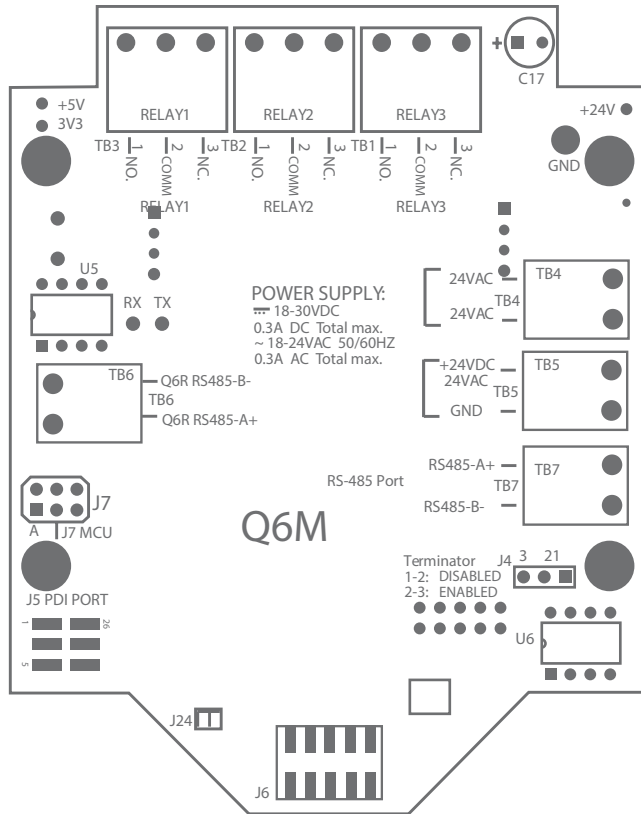 +
C17
+5V
3V3
+24V
GND
RELAY1
RELAY2
RELAY3
TB3
1
2
3
TB2
1
2
3
TB1
1
2
3
NO.
COMM
NC.
NO.
COMM
NC.
NO.
COMM
NC.
RELAY1
RELAY2
RELAY3
U5
RX TX
POWER SUPPLY:
18-30VDC
0.3A DC Total max.
~ 18-24VAC 50/60HZ
0.3A AC Total max.
24VAC
TB4
TB4
24VAC
+24VDC
24VAC
TB5
TB5
GND
TB6
Q6R RS485-B-
TB6
Q6R RS485-A+
RS485-A+
TB7
TB7
RS-485 Port
RS485-B-
J7
A
J7 MCU
Q6M
Terminator
1-2: DISABLED
2-3: ENABLED
J4
3 21
J5 PDI PORT
1
26
5
U6
J24
J6